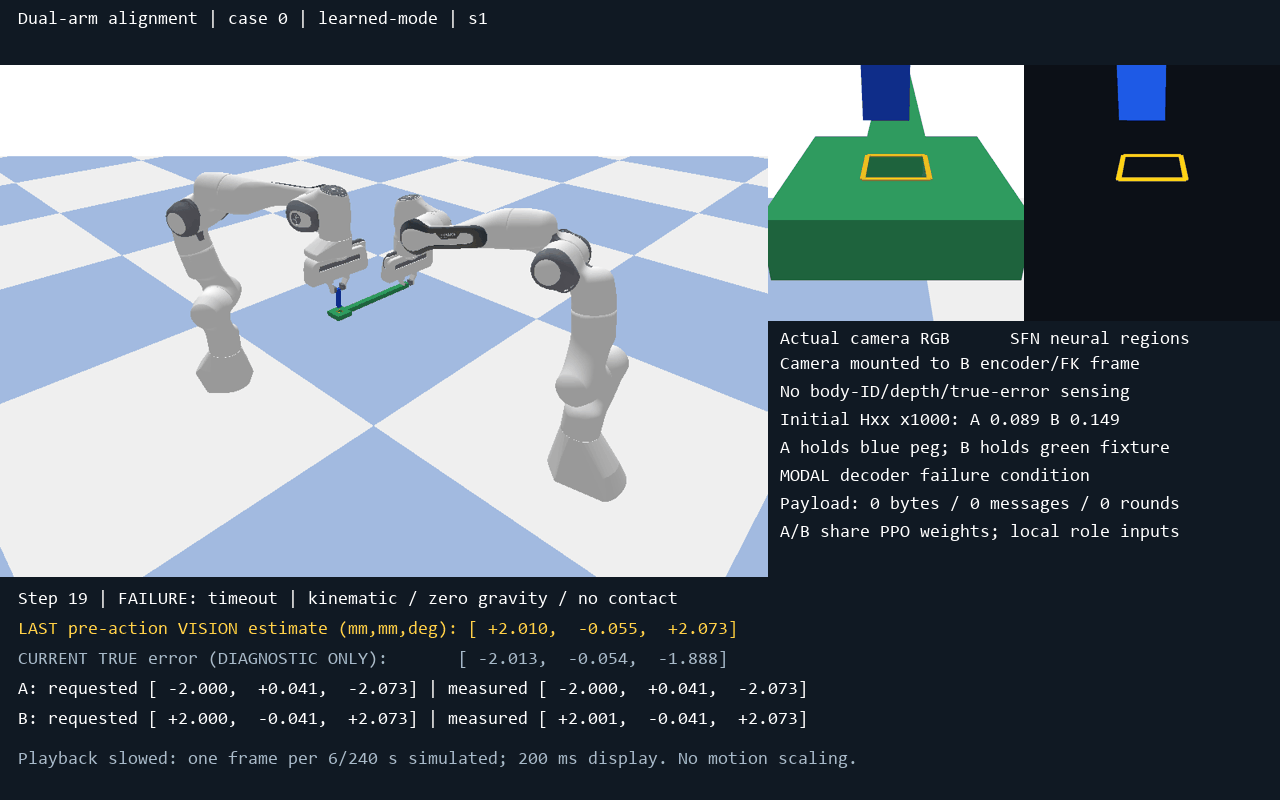 Dual-arm alignment | case 0 | learned-mode | s1
Actual camera RGB      SFN neural regions
Camera mounted to B encoder/FK frame
No body-ID/depth/true-error sensing
Initial Hxx x1000: A 0.089 B 0.149
A holds blue peg; B holds green fixture
MODAL decoder failure condition
Payload: 0 bytes / 0 messages / 0 rounds
A/B share PPO weights; local role inputs
Step 19 | FAILURE: timeout | kinematic / zero gravity / no contact
LAST pre-action VISION estimate (mm,mm,deg): [ +2.010,  -0.055,  +2.073]
CURRENT TRUE error (DIAGNOSTIC ONLY):       [ -2.013,  -0.054,  -1.888]
A: requested [ -2.000,  +0.041,  -2.073] | measured [ -2.000,  +0.041,  -2.073]
B: requested [ +2.000,  -0.041,  +2.073] | measured [ +2.001,  -0.041,  +2.073]
Playback slowed: one frame per 6/240 s simulated; 200 ms display. No motion scaling.